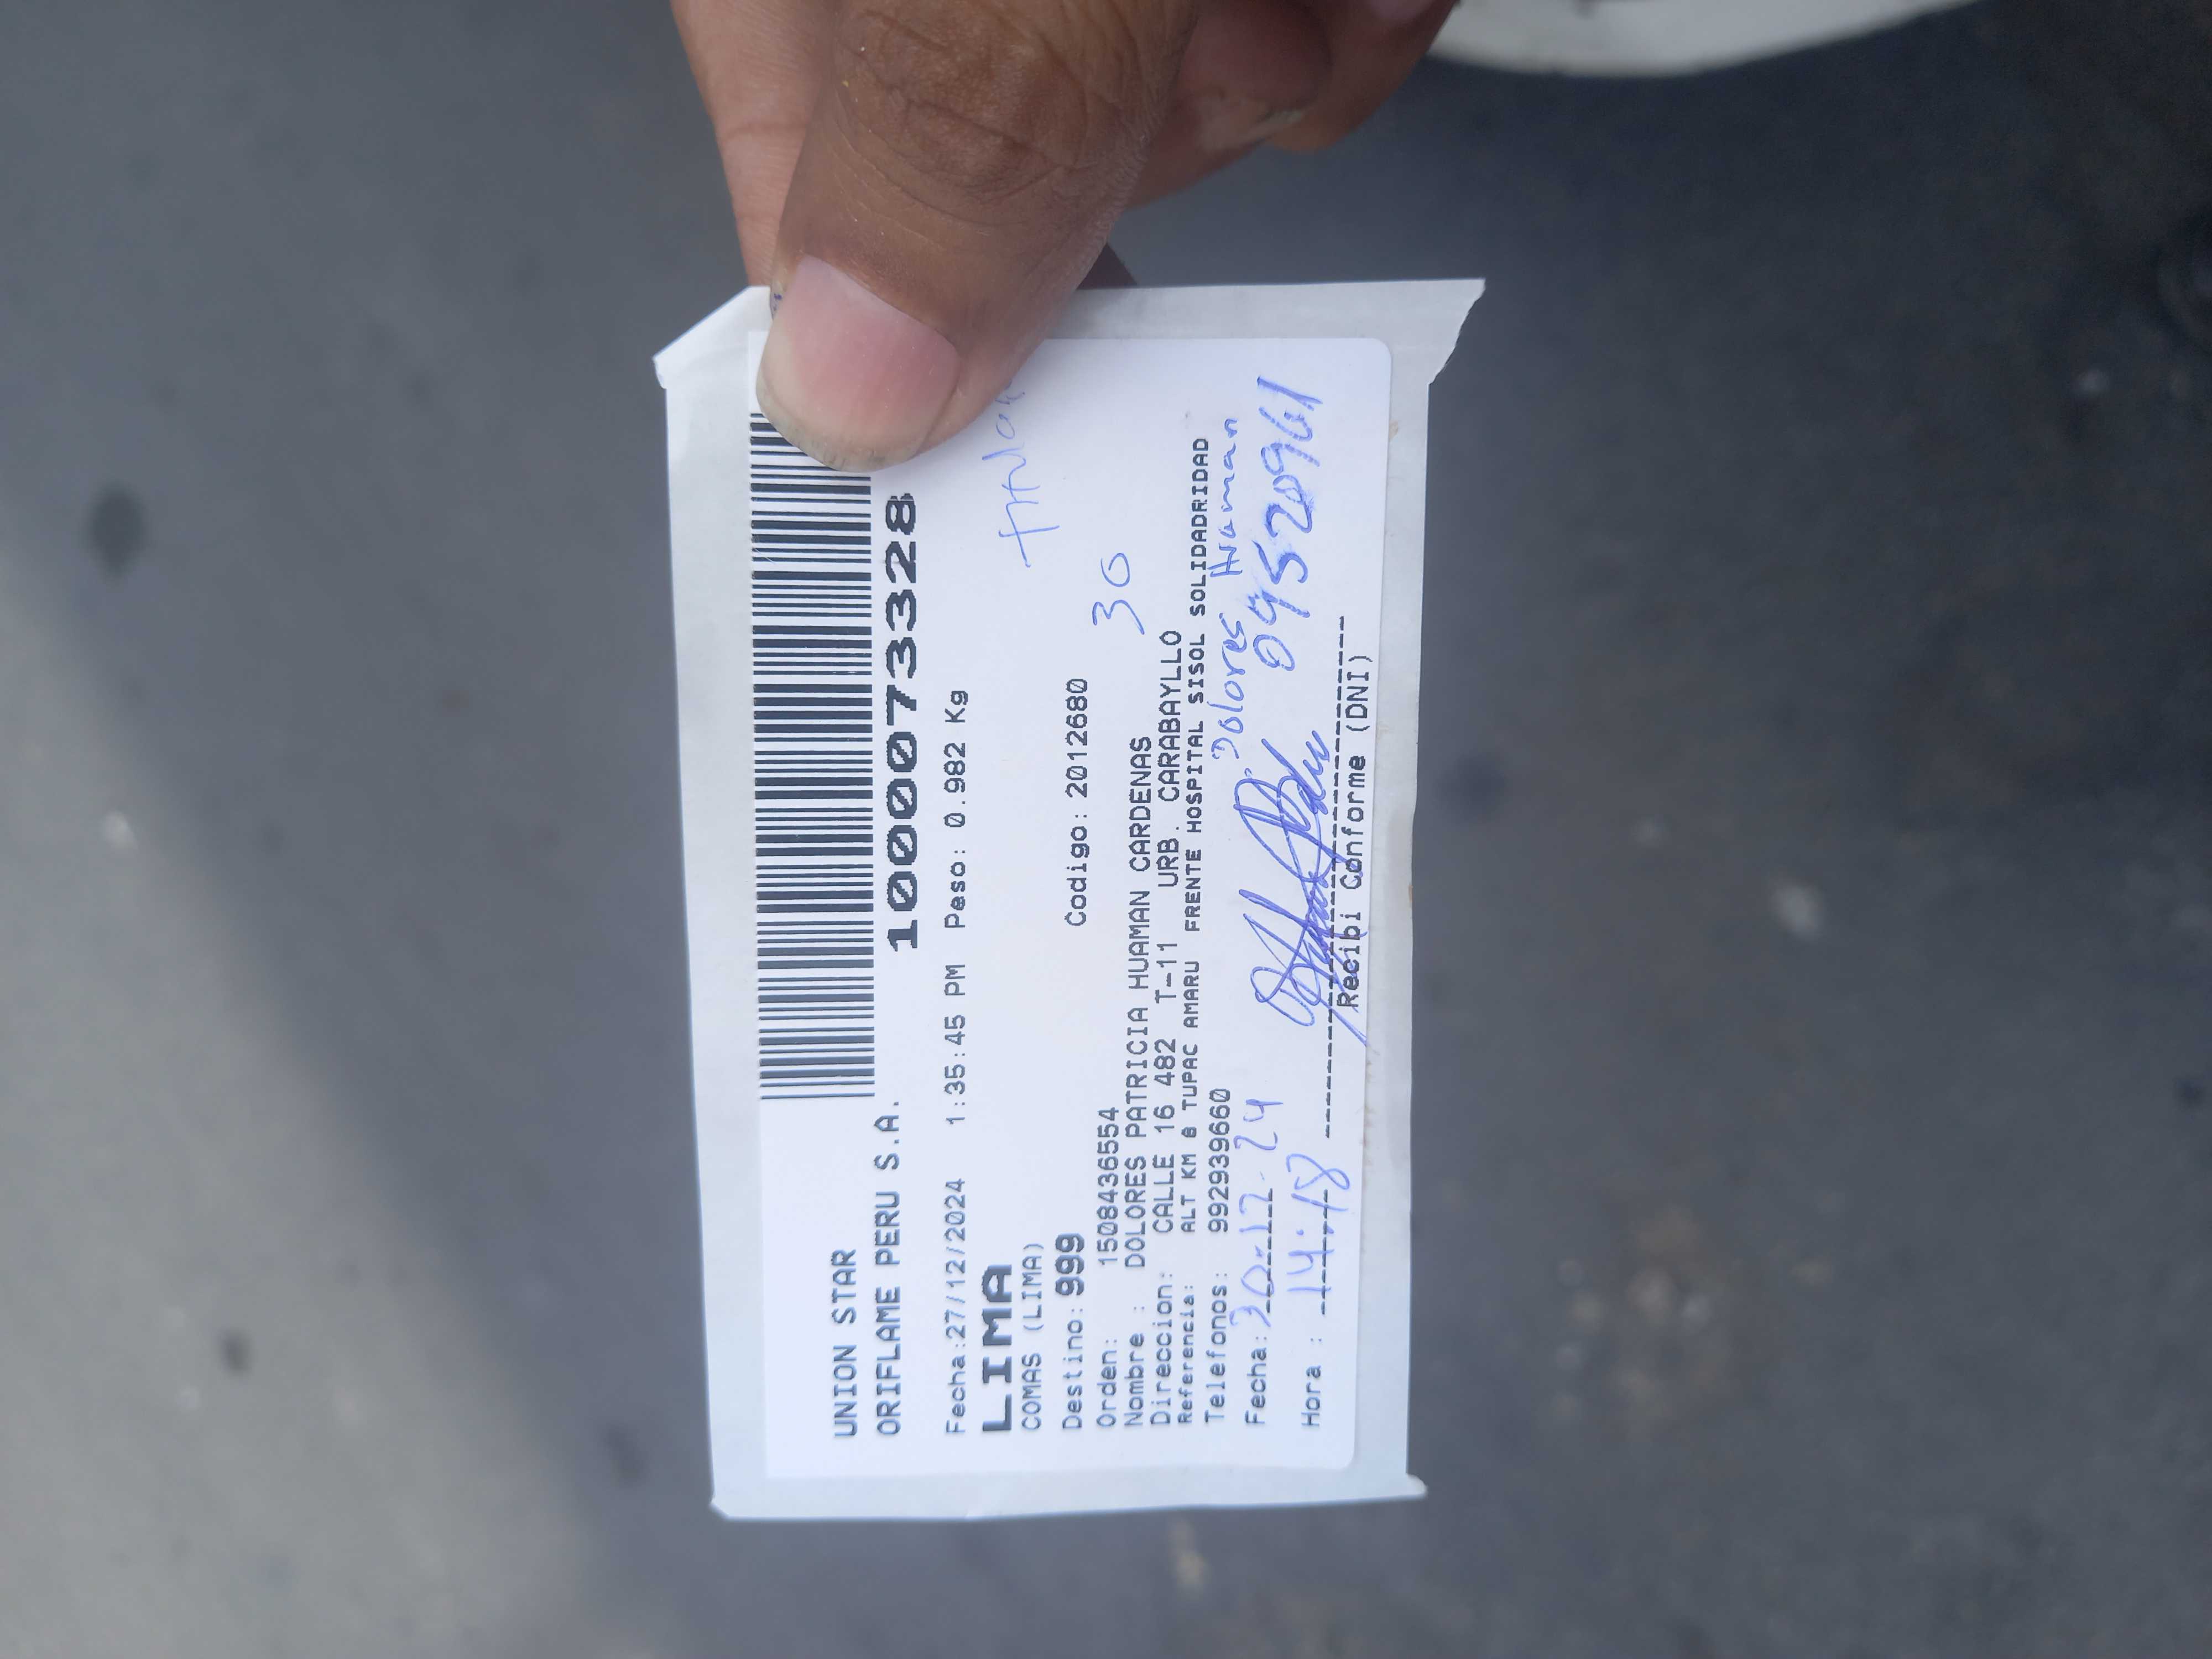 UNION STAR
ORIFLAME PERU S.A.
1000073328
Fecha:27/12/2024 1:35:45 PM Peso: 0.982 Kg
LIMA
COMAS (LIMA)
Titular
Destino: 999 Codigo: 2012680
30
Orden: 1508436554
Nombre : DOLORES PATRICIA HUAMAN CARDENAS
Direccion: CALLE 16 482 T-11 URB. CARABAYLLO
Referencia: ALT KM 8 TUPAC AMARU FRENTE HOSPITAL SISOL SOLIDADRIDAD
Telefonos: 992939660
Dolores Huaman
Fecha: 30-12-24
09520961
Hora : 14:18
Recibi Conforme (DNI)